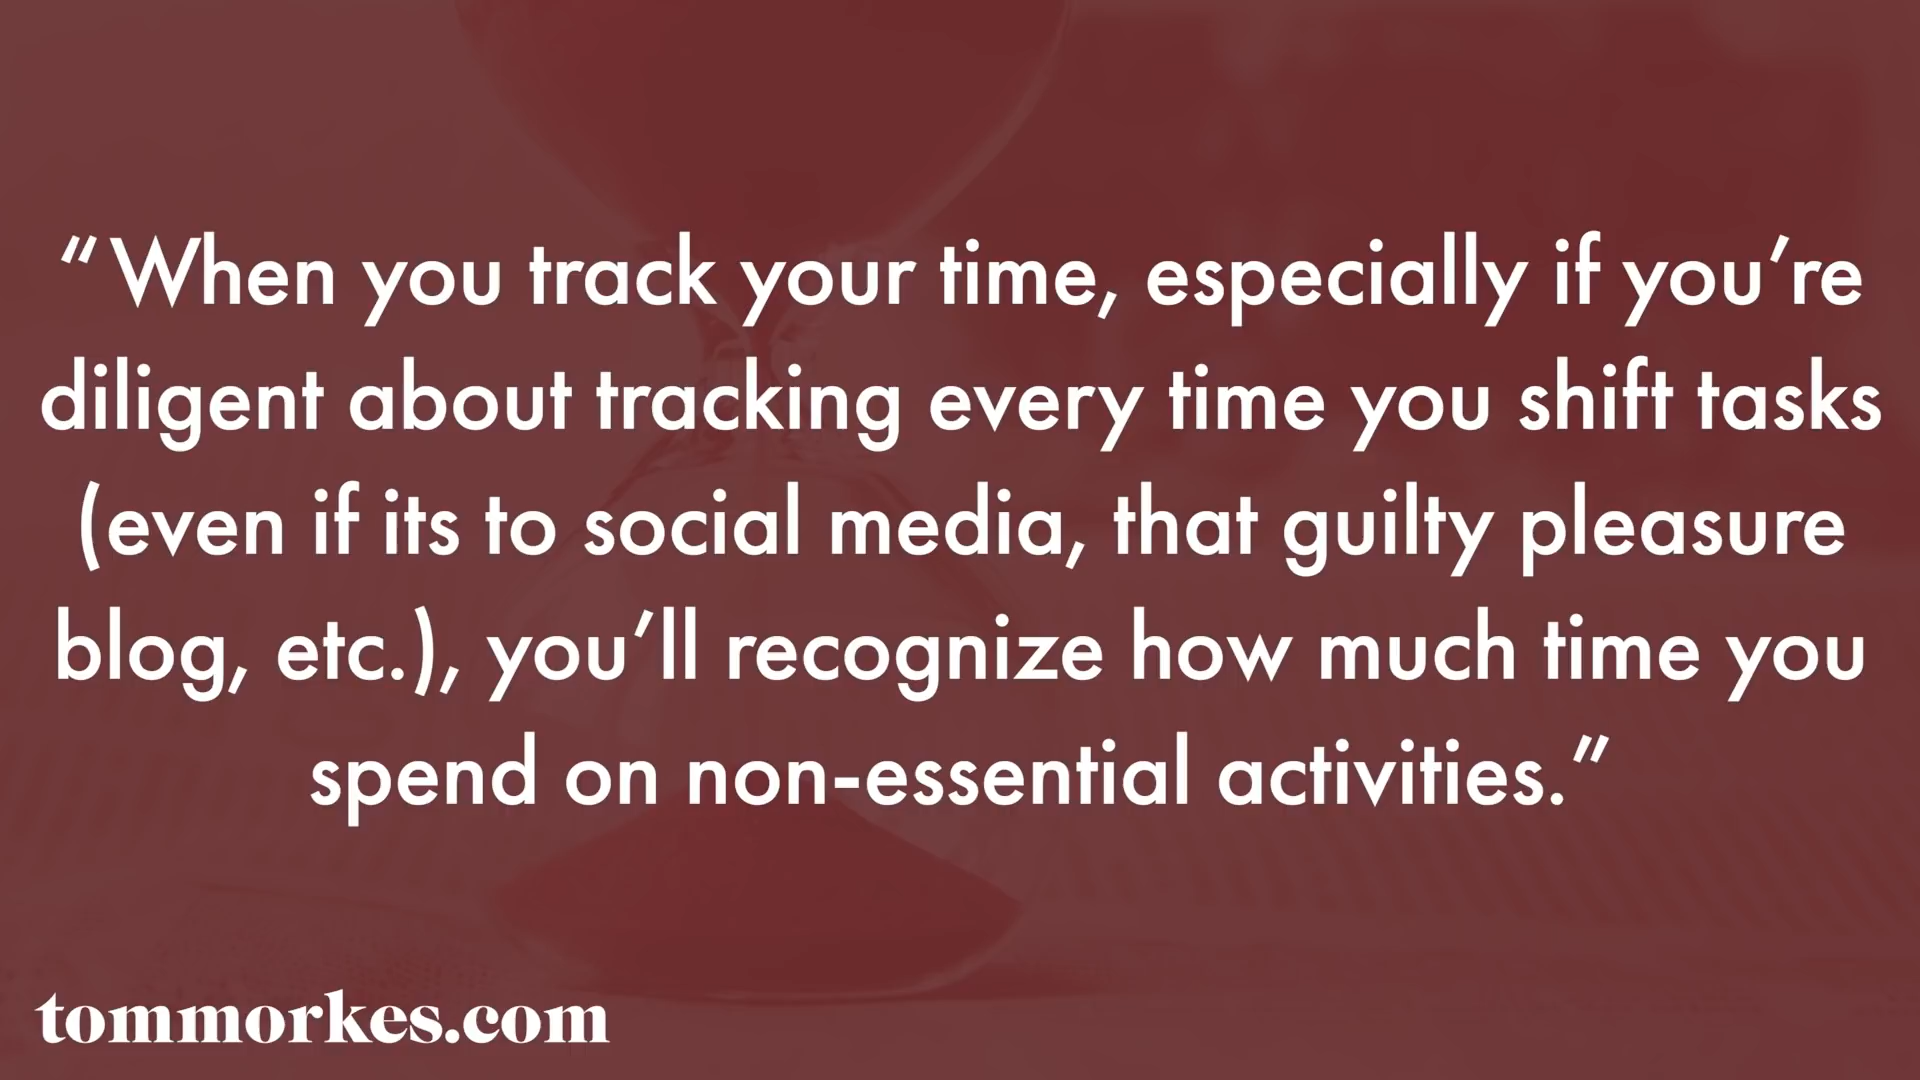 “When you track your time, especially if you’re
diligent about tracking every time you shift tasks
(even if its to social media, that guilty pleasure
blog, etc.), you’ll recognize how much time you
spend on non-essential activities.”
tommorkes.com